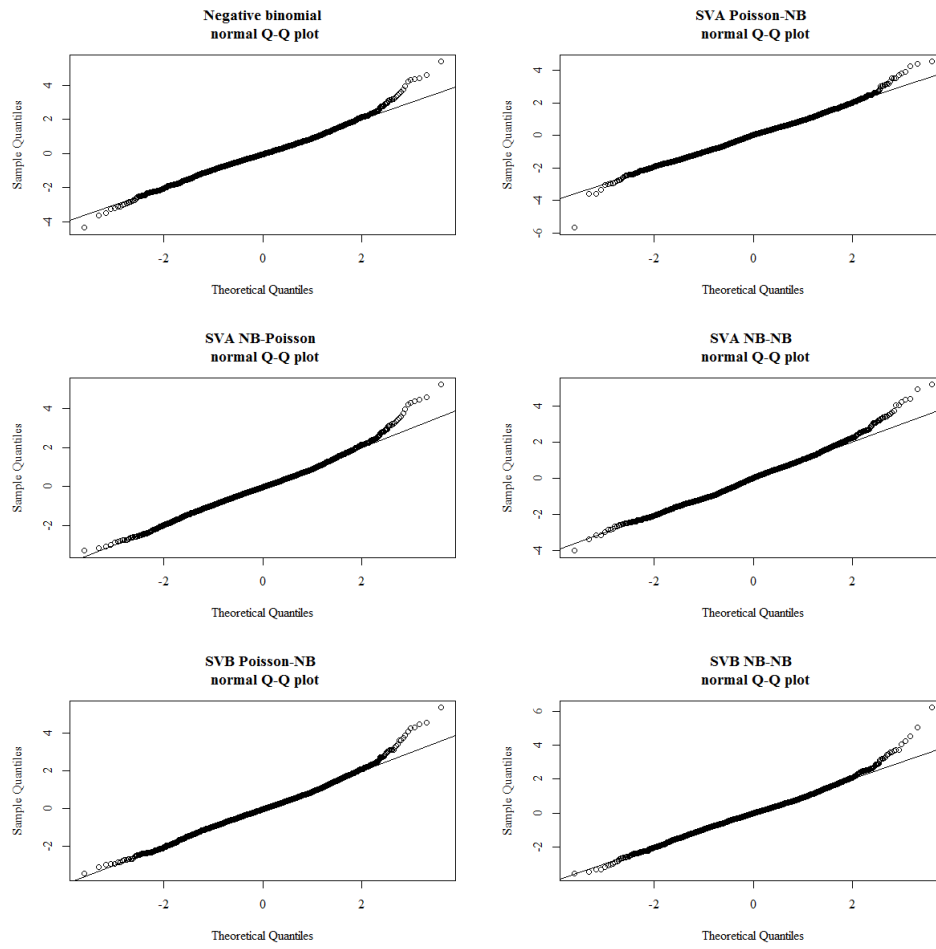 Negative binomial
normal Q-Q plot
Sample Quantiles
4
2
0
-2
-4
-2
0
2
Theoretical Quantiles
SVA Poisson-NB
normal Q-Q plot
Sample Quantiles
4
2
0
-2
-4
-6
-2
0
2
Theoretical Quantiles
SVA NB-Poisson
normal Q-Q plot
Sample Quantiles
4
2
0
-2
-2
0
2
Theoretical Quantiles
SVA NB-NB
normal Q-Q plot
Sample Quantiles
4
2
0
-2
-4
-2
0
2
Theoretical Quantiles
SVB Poisson-NB
normal Q-Q plot
Sample Quantiles
4
2
0
-2
-2
0
2
Theoretical Quantiles
SVB NB-NB
normal Q-Q plot
Sample Quantiles
6
4
2
0
-2
-2
0
2
Theoretical Quantiles